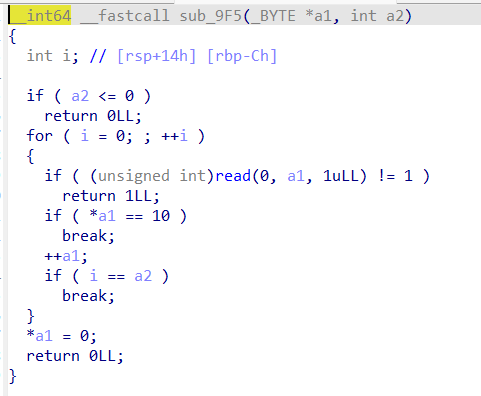 __int64 __fastcall sub_9F5(_BYTE *a1, int a2)
{
  int i; // [rsp+14h] [rbp-Ch]

  if ( a2 <= 0 )
    return 0LL;
  for ( i = 0; ; ++i )
  {
    if ( (unsigned int)read(0, a1, 1uLL) != 1 )
      return 1LL;
    if ( *a1 == 10 )
      break;
    ++a1;
    if ( i == a2 )
      break;
  }
  *a1 = 0;
  return 0LL;
}